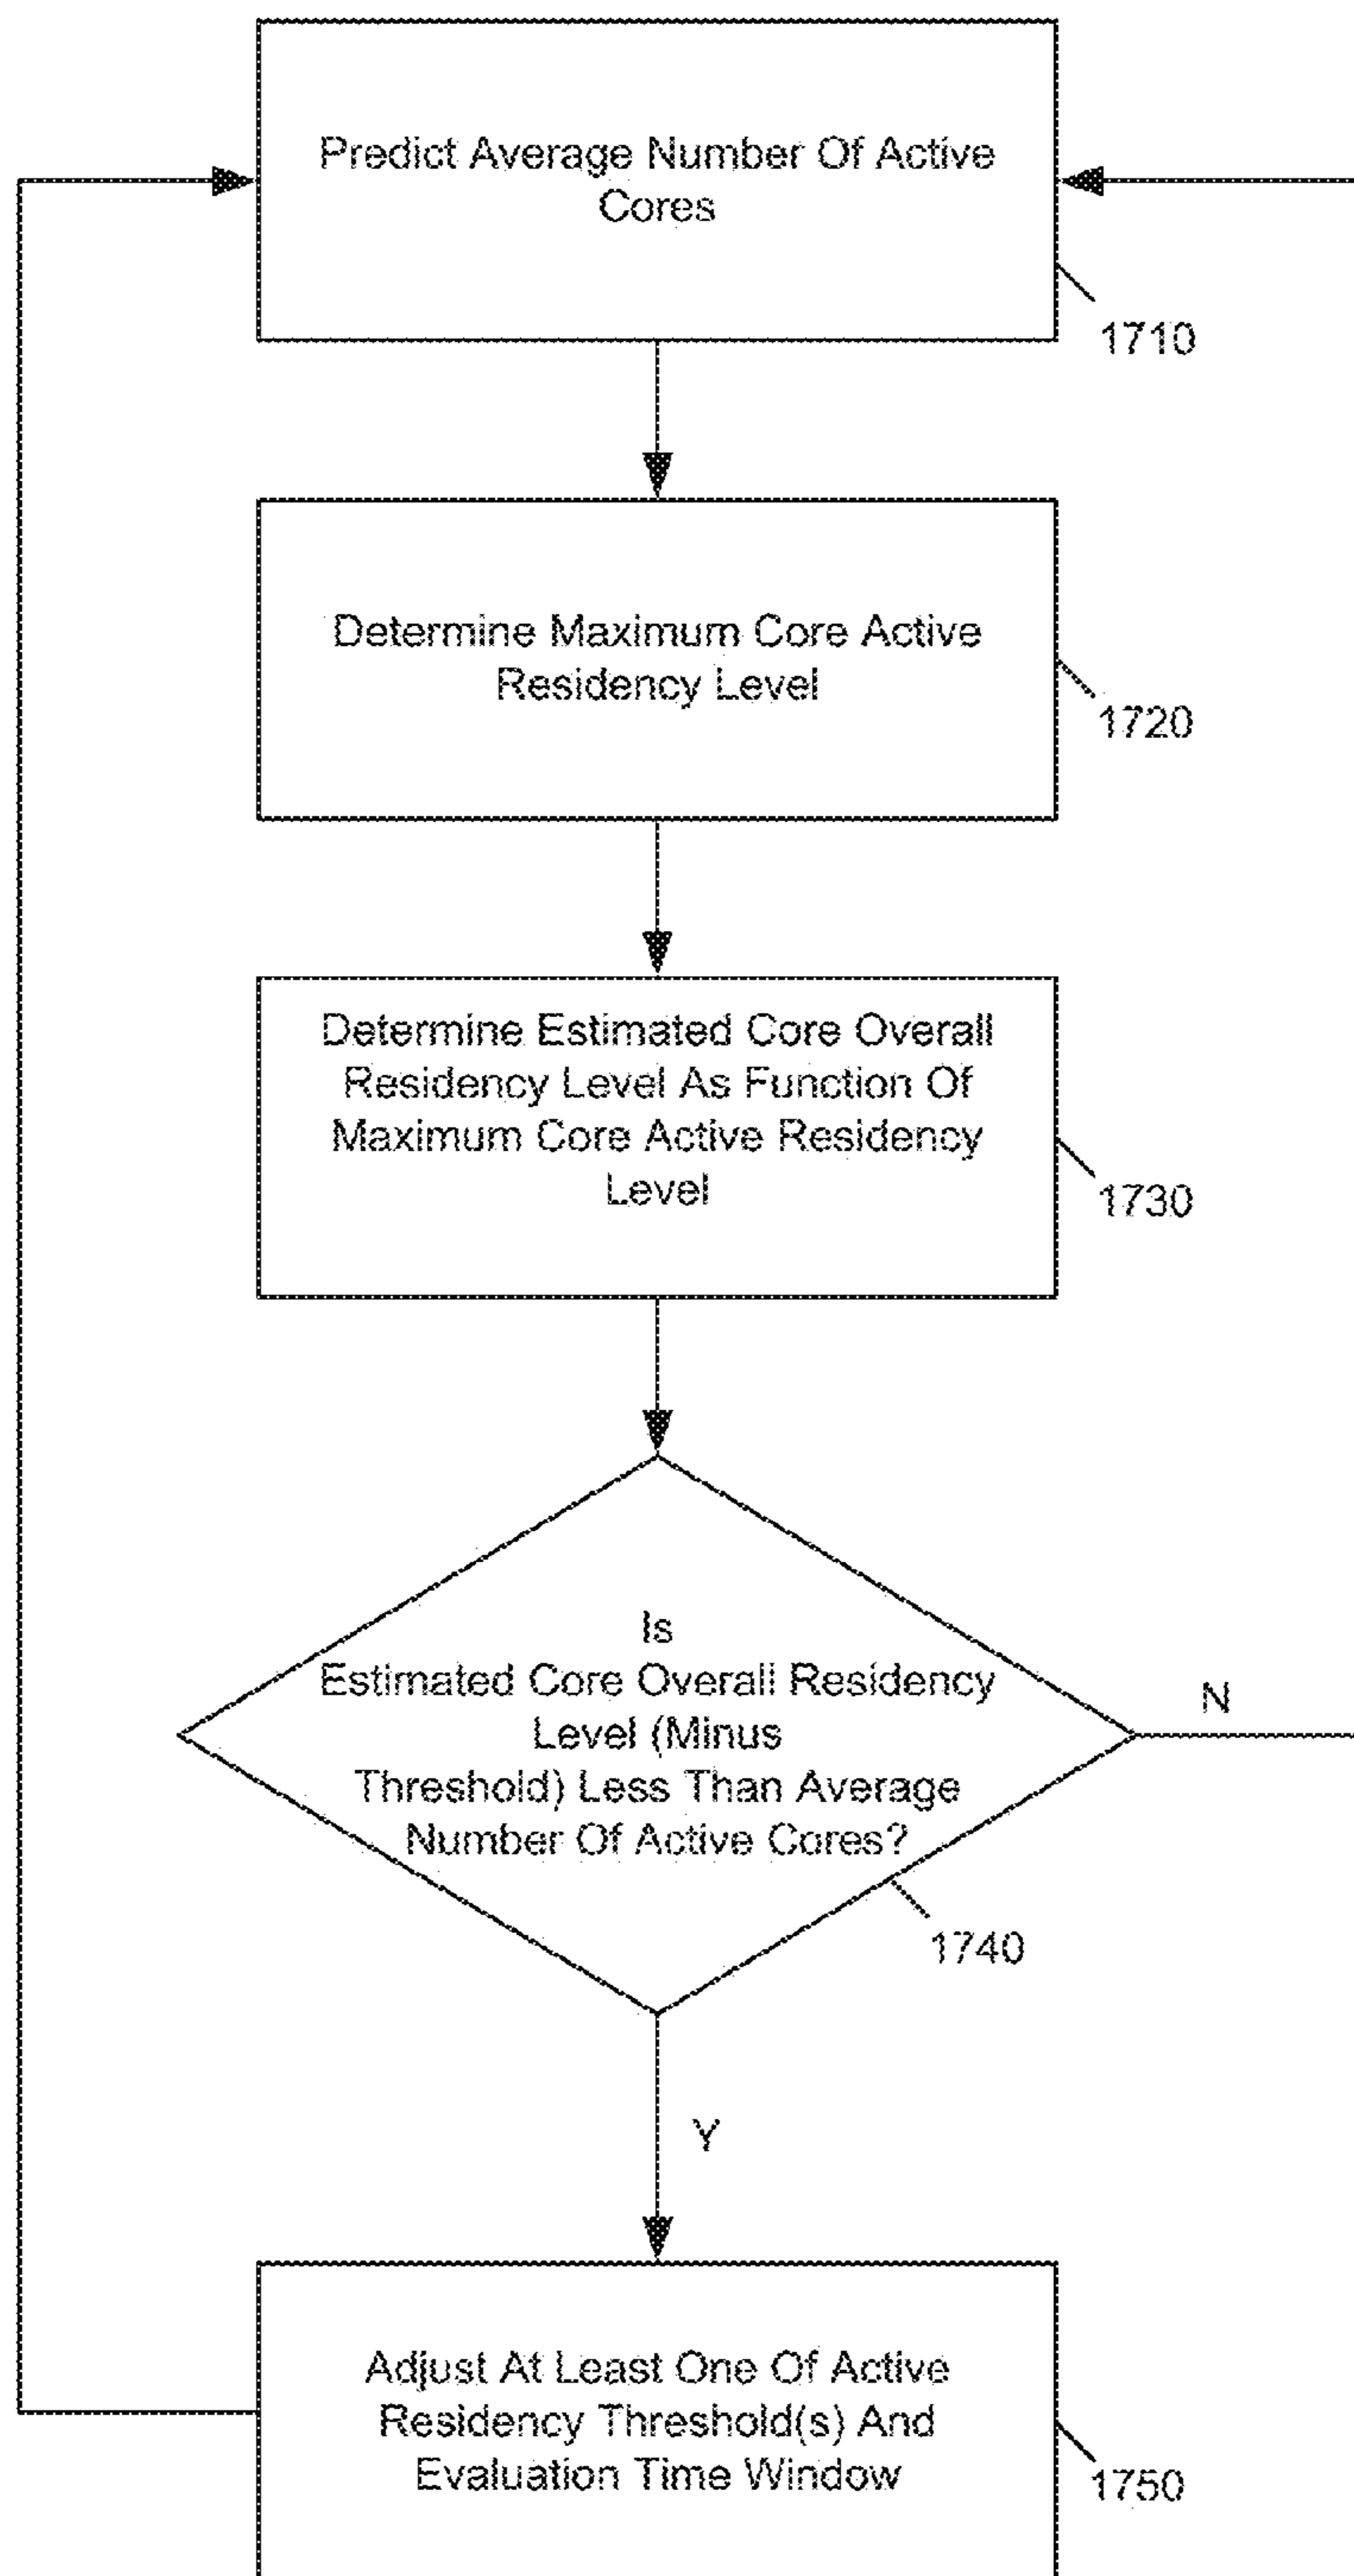 Predict Average Number Of Active
Cores
1710
Determine Maximum Core Active
Residency Level
1720
Determine Estimated Core Overall
Residency Level As Function Of
Maximum Core Active Residency
Level
1730
Is
Estimated Core Overall Residency
Level (Minus
Threshold) Less Than Average
Number Of Active Cores?
N
1740
Y
Adjust At Least One Of Active
Residency Threshold(s) And
Evaluation Time Window
1750